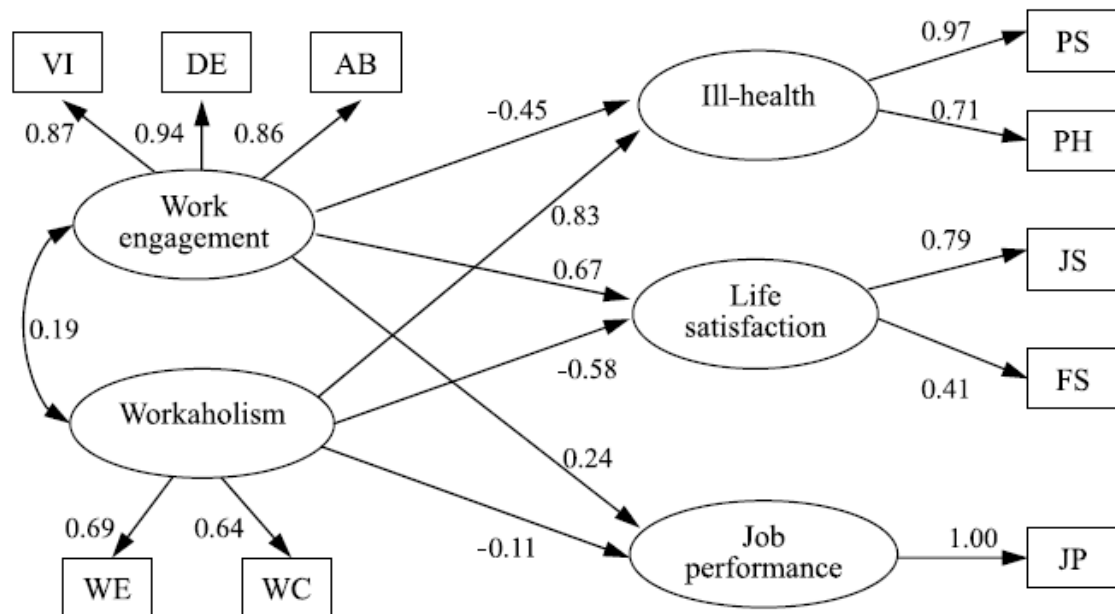 VI
DE
AB
0.87
0.94
0.86
Work
engagement
0.19
Workaholism
0.69
0.64
WE
WC
-0.45
0.83
0.67
-0.58
0.24
-0.11
Ill-health
0.97
PS
0.71
PH
Life
satisfaction
0.79
JS
0.41
FS
Job
performance
1.00
JP